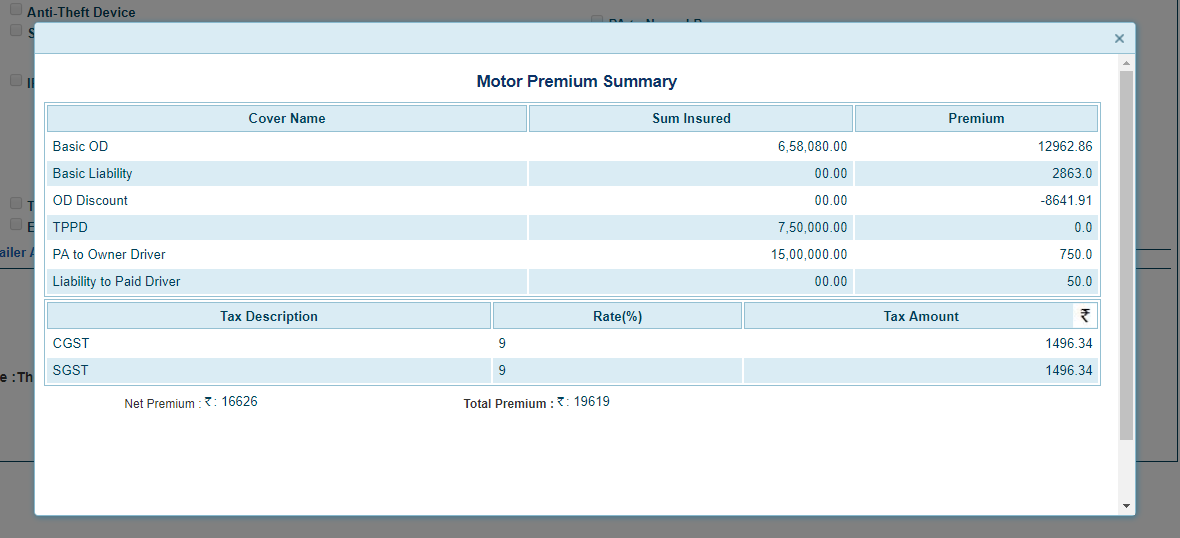 Anti-Theft Device
S
×
Motor Premium Summary
Cover Name Sum Insured Premium
Basic OD 6,58,080.00 12962.86
Basic Liability 00.00 2863.0
OD Discount 00.00 -8641.91
TPPD 7,50,000.00 0.0
PA to Owner Driver 15,00,000.00 750.0
Liability to Paid Driver 00.00 50.0
Tax Description Rate(%) Tax Amount ₹
CGST 9 1496.34
SGST 9 1496.34
Net Premium : ₹ : 16626 Total Premium : ₹ : 19619
T
E
ailer A
e :Th